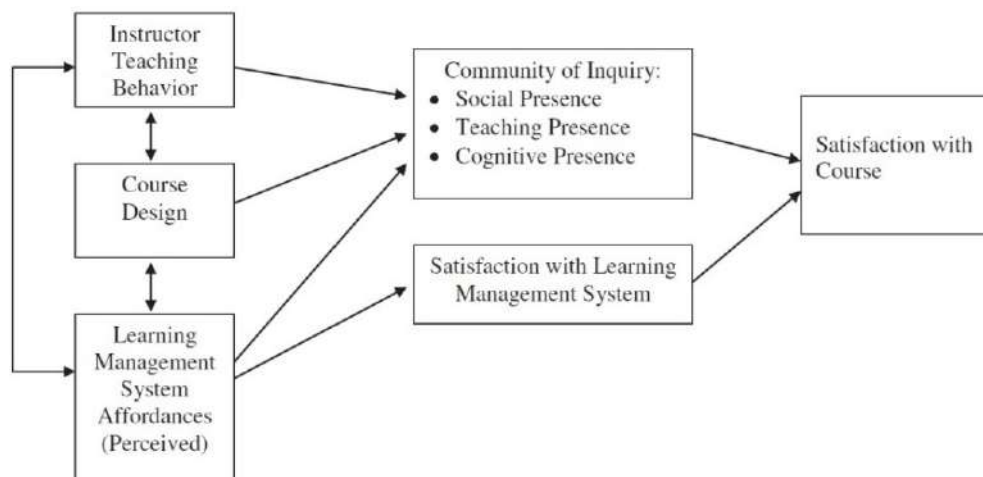 Instructor
Teaching
Behavior
Course
Design
Learning
Management
System
Affordances
(Perceived)
Community of Inquiry:
• Social Presence
• Teaching Presence
• Cognitive Presence
Satisfaction with Learning
Management System
Satisfaction with
Course